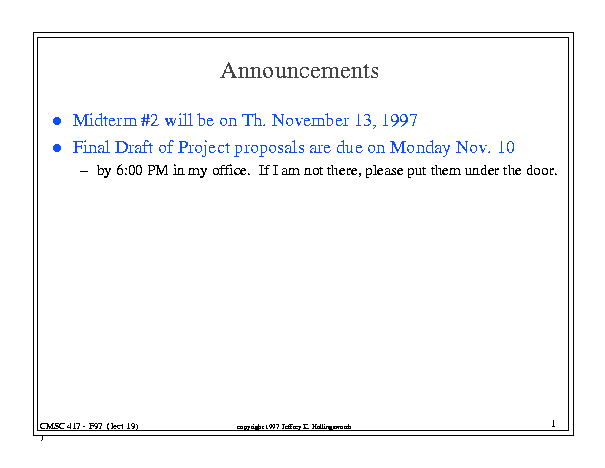 Announcements
● Midterm #2 will be on Th. November 13, 1997
● Final Draft of Project proposals are due on Monday Nov. 10
– by 6:00 PM in my office. If I am not there, please put them under the door.
CMSC 417 - F97 (lect 19)
copyright 1997 Jeffrey K. Hollingsworth
1